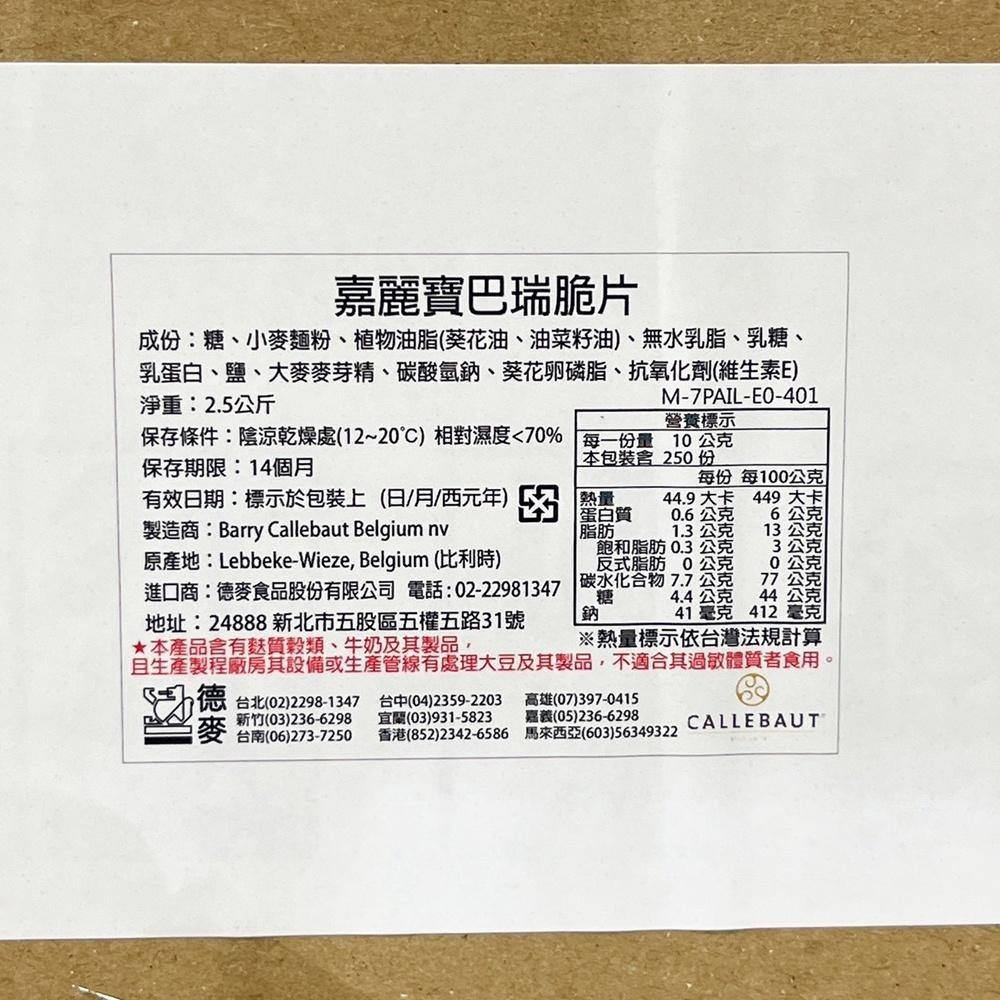 嘉麗寶巴瑞脆片
成份：糖、小麥麵粉、植物油脂(葵花油、油菜籽油)、無水乳脂、乳糖、
乳蛋白、鹽、大麥麥芽精、碳酸氫鈉、葵花卵磷脂、抗氧化劑(維生素E)
淨重：2.5公斤
M-7PAIL-E0-401
保存條件：陰涼乾燥處(12~20℃) 相對濕度<70%
保存期限：14個月
有效日期：標示於包裝上 (日/月/西元年)
製造商：Barry Callebaut Belgium nv
原產地：Lebbeke-Wieze, Belgium (比利時)
進口商：德麥食品股份有限公司 電話：02-22981347
地址：24888 新北市五股區五權五路31號
營養標示
每一份量 10 公克
本包裝含 250 份
每份 每100公克
熱量 44.9 大卡 449 大卡
蛋白質 0.6 公克 6 公克
脂肪 1.3 公克 13 公克
飽和脂肪 0.3 公克 3 公克
反式脂肪 0 公克 0 公克
碳水化合物 7.7 公克 77 公克
糖 4.4 公克 44 公克
鈉 41 毫克 412 毫克
※熱量標示依台灣法規計算
★本產品含有麩質穀類、牛奶及其製品，
且生產製程廠房其設備或生產管線有處理大豆及其製品，不適合其過敏體質者食用。
德麥
台北(02)2298-1347 台中(04)2359-2203 高雄(07)397-0415
新竹(03)236-6298 宜蘭(03)931-5823 嘉義(05)236-6298
台南(06)273-7250 香港(852)2342-6586 馬來西亞(603)56349322
CALLEBAUT